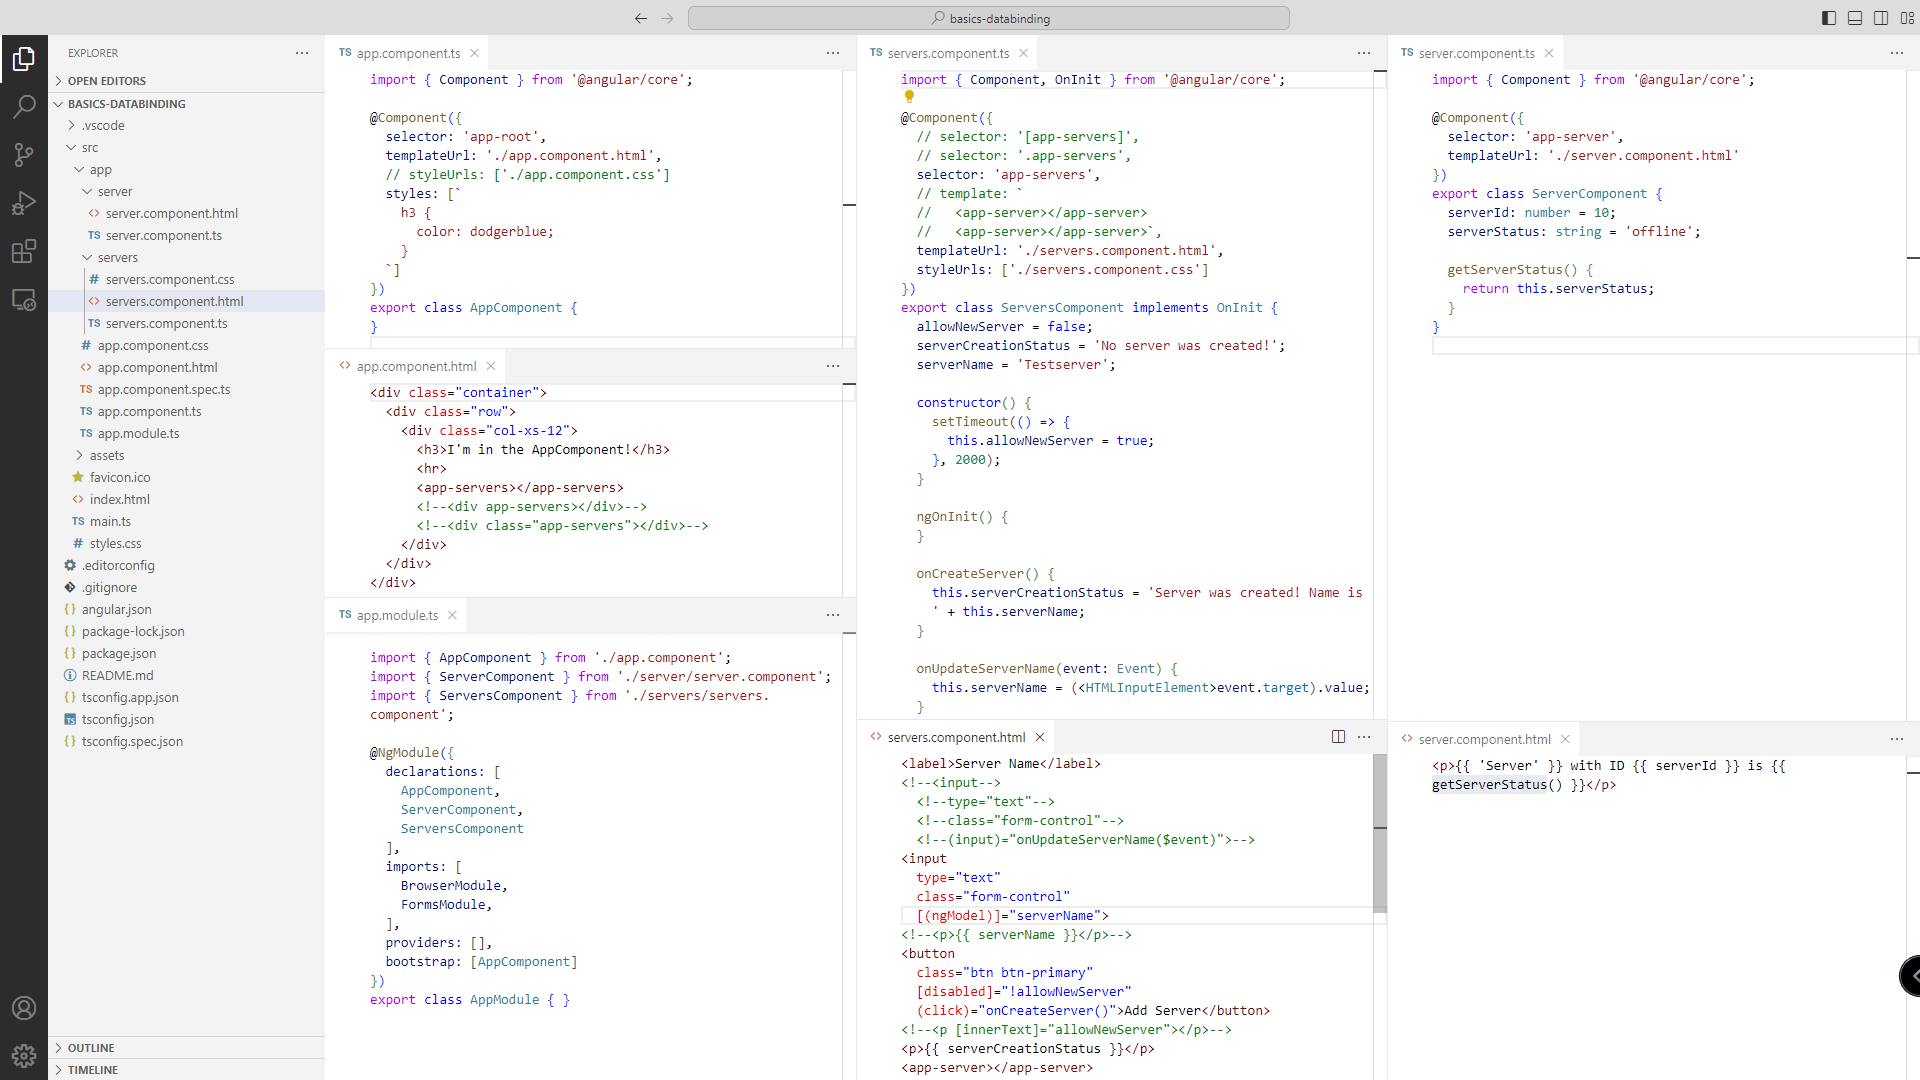 basics-databinding
EXPLORER
OPEN EDITORS
BASICS-DATABINDING
.vscode
src
app
server
server.component.html
server.component.ts
servers
servers.component.css
servers.component.html
servers.component.ts
app.component.css
app.component.html
app.component.spec.ts
app.component.ts
app.module.ts
assets
favicon.ico
index.html
main.ts
styles.css
.editorconfig
.gitignore
angular.json
package-lock.json
package.json
README.md
tsconfig.app.json
tsconfig.json
tsconfig.spec.json
OUTLINE
TIMELINE
TS app.component.ts
import { Component } from '@angular/core';
@Component({
  selector: 'app-root',
  templateUrl: './app.component.html',
  // styleUrls: ['./app.component.css']
  styles: [`
    h3 {
      color: dodgerblue;
    }
  `]
})
export class AppComponent {
}
app.component.html
<div class="container">
  <div class="row">
    <div class="col-xs-12">
      <h3>I'm in the AppComponent!</h3>
      <hr>
      <app-servers></app-servers>
      <!--<div app-servers></div>-->
      <!--<div class="app-servers"></div>-->
    </div>
  </div>
</div>
TS app.module.ts
import { AppComponent } from './app.component';
import { ServerComponent } from './server/server.component';
import { ServersComponent } from './servers/servers.
component';
@NgModule({
  declarations: [
    AppComponent,
    ServerComponent,
    ServersComponent
  ],
  imports: [
    BrowserModule,
    FormsModule,
  ],
  providers: [],
  bootstrap: [AppComponent]
})
export class AppModule { }
TS servers.component.ts
import { Component, OnInit } from '@angular/core';
@Component({
  // selector: '[app-servers]',
  // selector: '.app-servers',
  selector: 'app-servers',
  // template: `
  //   <app-server></app-server>
  //   <app-server></app-server>`,
  templateUrl: './servers.component.html',
  styleUrls: ['./servers.component.css']
})
export class ServersComponent implements OnInit {
  allowNewServer = false;
  serverCreationStatus = 'No server was created!';
  serverName = 'Testserver';
  constructor() {
    setTimeout(() => {
      this.allowNewServer = true;
    }, 2000);
  }
  ngOnInit() {
  }
  onCreateServer() {
    this.serverCreationStatus = 'Server was created! Name is
    ' + this.serverName;
  }
  onUpdateServerName(event: Event) {
    this.serverName = (<HTMLInputElement>event.target).value;
  }
servers.component.html
<label>Server Name</label>
<!--<input-->
  <!--type="text"-->
  <!--class="form-control"-->
  <!--(input)="onUpdateServerName($event)">-->
<input
  type="text"
  class="form-control"
  [(ngModel)]="serverName">
<!--<p>{{ serverName }}</p>-->
<button
  class="btn btn-primary"
  [disabled]="!allowNewServer"
  (click)="onCreateServer()">Add Server</button>
<!--<p [innerText]="allowNewServer"></p>-->
<p>{{ serverCreationStatus }}</p>
<app-server></app-server>
TS server.component.ts
import { Component } from '@angular/core';
@Component({
  selector: 'app-server',
  templateUrl: './server.component.html'
})
export class ServerComponent {
  serverId: number = 10;
  serverStatus: string = 'offline';
  getServerStatus() {
    return this.serverStatus;
  }
}
server.component.html
<p>{{ 'Server' }} with ID {{ serverId }} is {{
getServerStatus() }}</p>